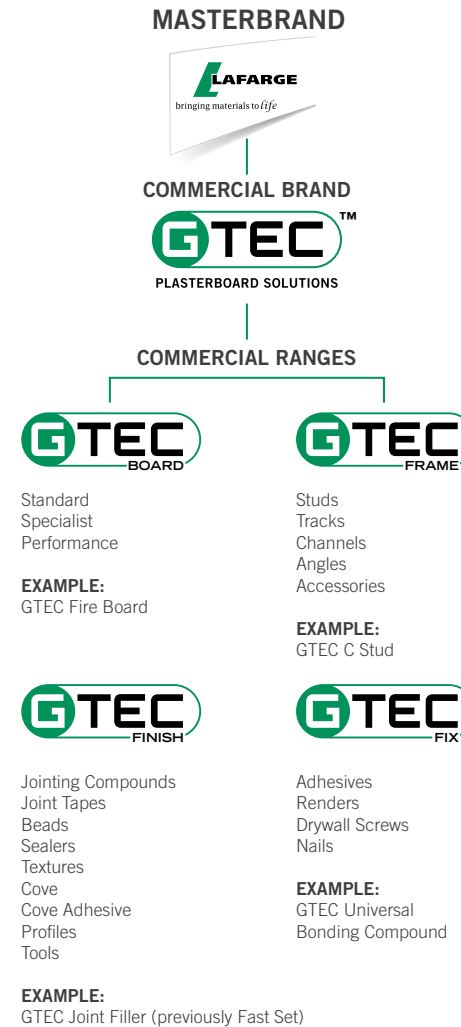 MASTERBRAND
LAFARGE
bringing materials to life
COMMERCIAL BRAND
GTEC™
PLASTERBOARD SOLUTIONS
COMMERCIAL RANGES
GTEC
BOARD
Standard
Specialist
Performance
EXAMPLE:
GTEC Fire Board
GTEC
FRAME
Studs
Tracks
Channels
Angles
Accessories
EXAMPLE:
GTEC C Stud
GTEC
FINISH
Jointing Compounds
Joint Tapes
Beads
Sealers
Textures
Cove
Cove Adhesive
Profiles
Tools
EXAMPLE:
GTEC Joint Filler (previously Fast Set)
GTEC
FIX
Adhesives
Renders
Drywall Screws
Nails
EXAMPLE:
GTEC Universal
Bonding Compound